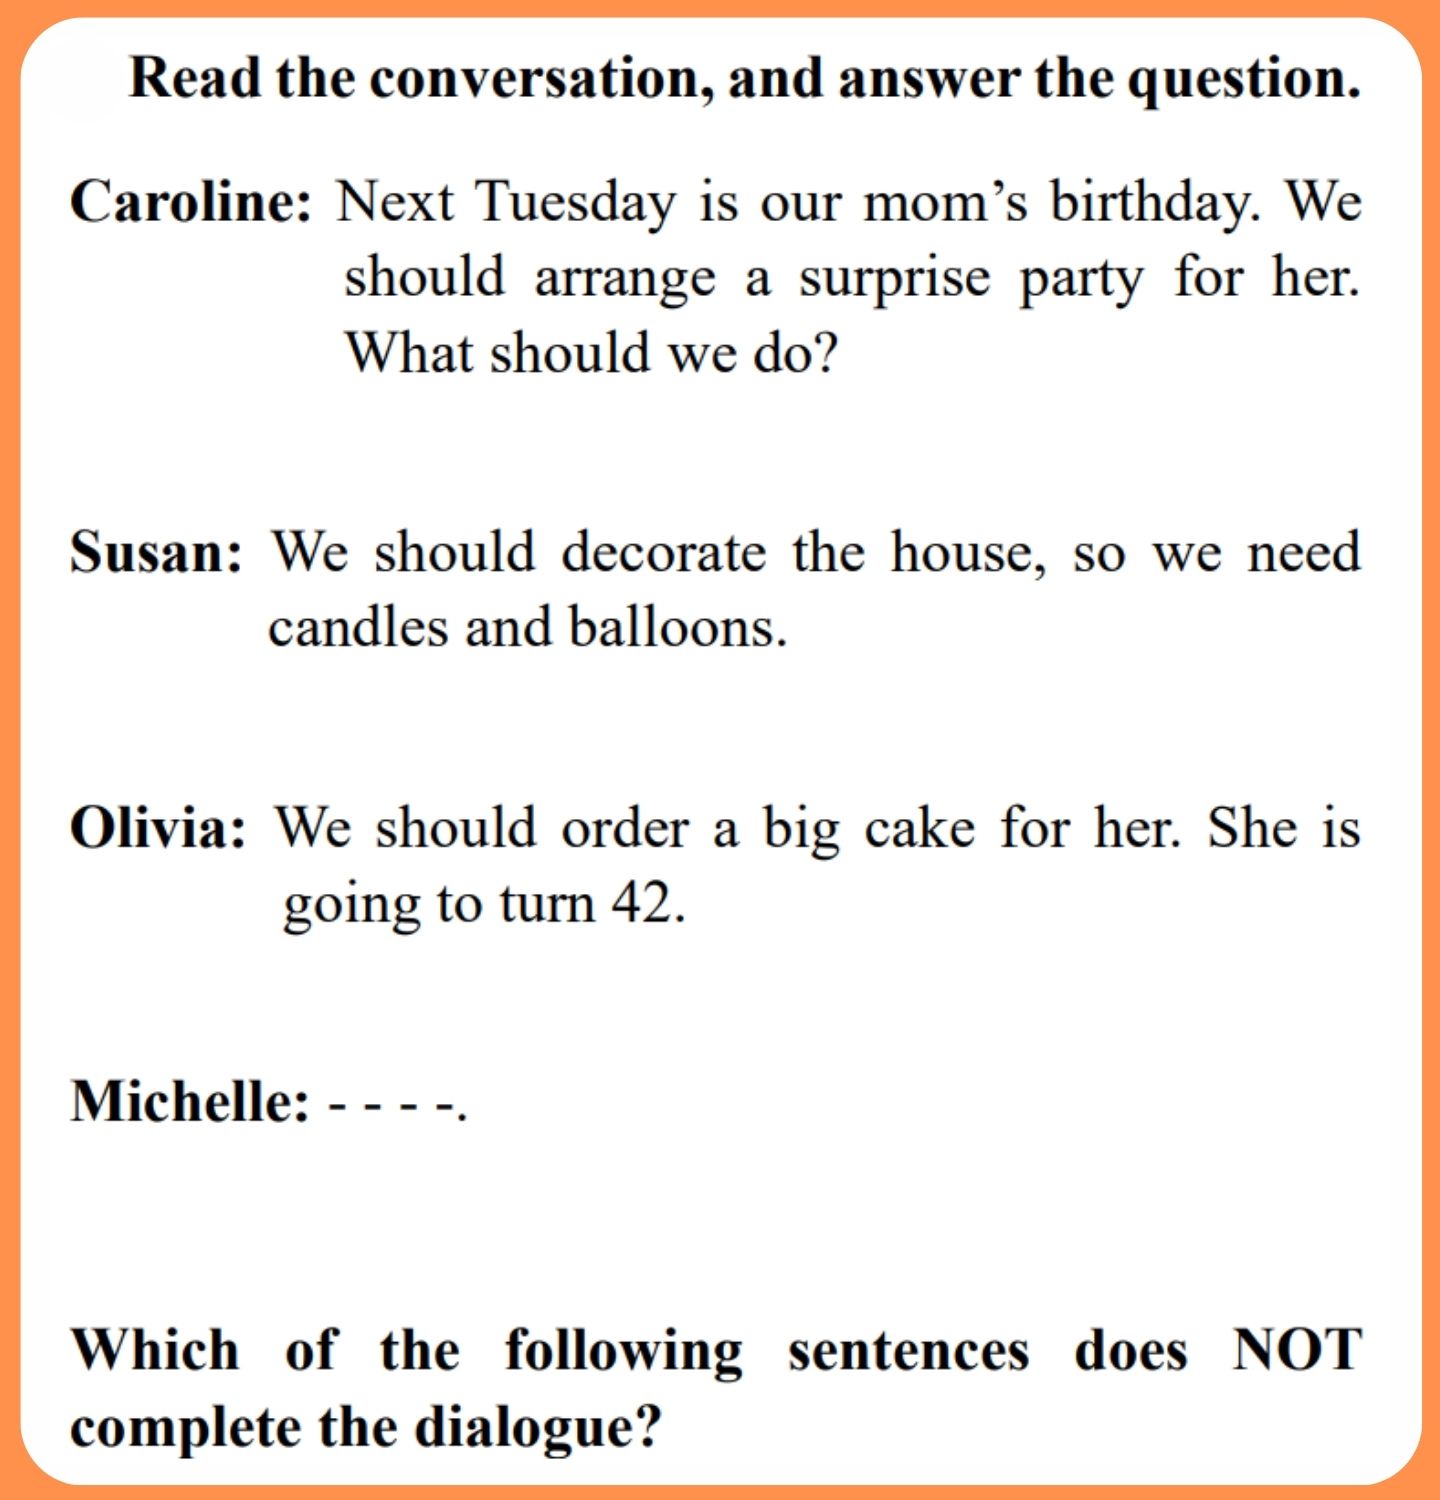 Read the conversation, and answer the question.
Caroline: Next Tuesday is our mom’s birthday. We
should arrange a surprise party for her.
What should we do?
Susan: We should decorate the house, so we need
candles and balloons.
Olivia: We should order a big cake for her. She is
going to turn 42.
Michelle: - - - -.
Which of the following sentences does NOT
complete the dialogue?